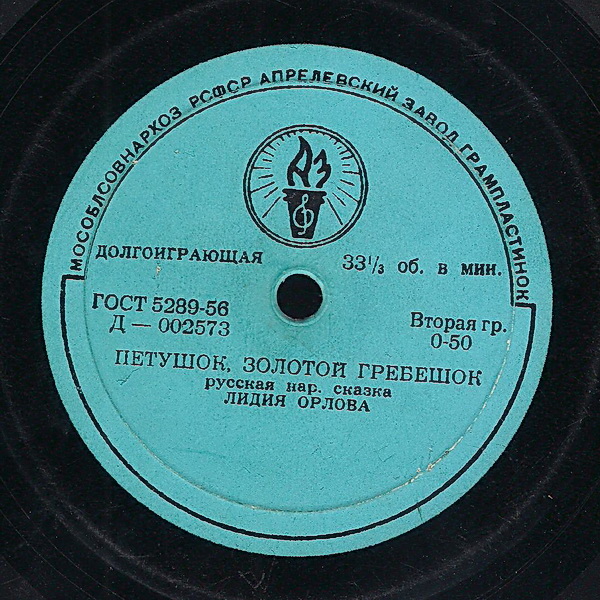 МОСОБЛСОВНАРХОЗ РСФСР АПРЕЛЕВСКИЙ ЗАВОД ГРАМПЛАСТИНОК
АЗ
ДОЛГОИГРАЮЩАЯ
33⅓ об. в мин.
ГОСТ 5289-56
Д — 002573
Вторая гр.
0-50
ПЕТУШОК, ЗОЛОТОЙ ГРЕБЕШОК
русская нар. сказка
ЛИДИЯ ОРЛОВА